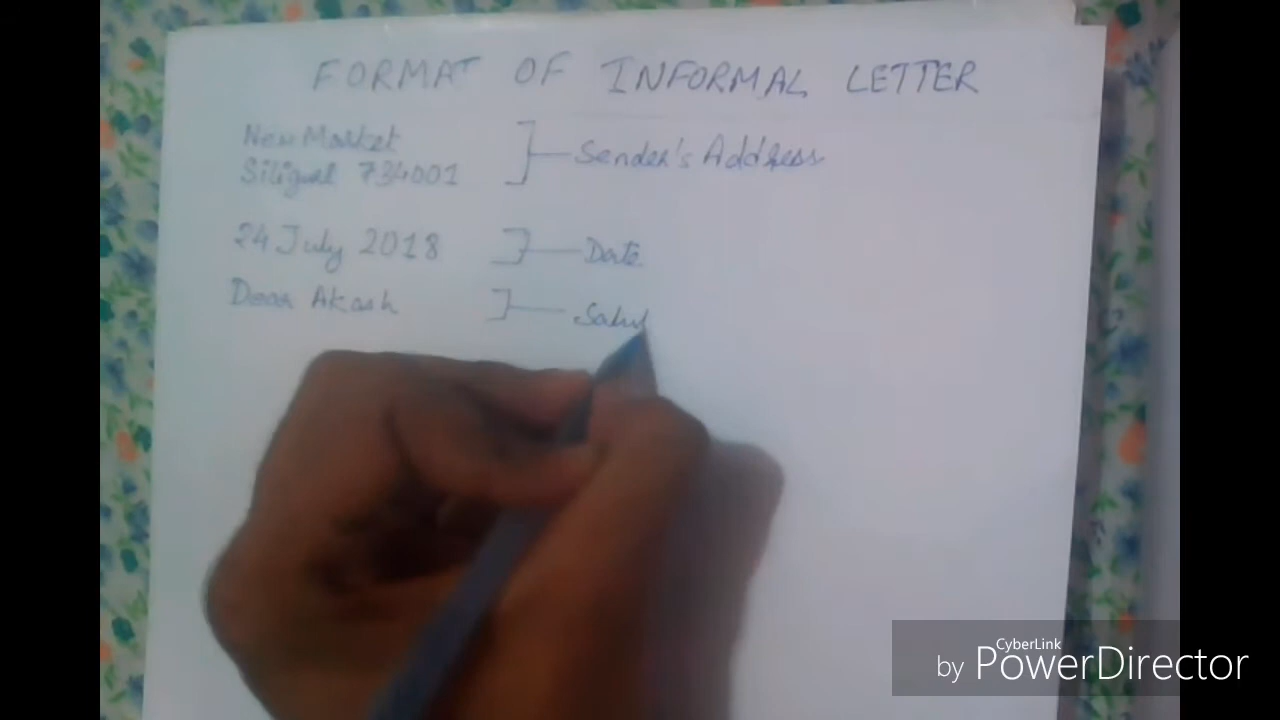 FORMAT OF INFORMAL LETTER
New Market
Siliguri 734001
Sender's Address
24 July 2018
Date
Dear Akash
CyberLink
by PowerDirector